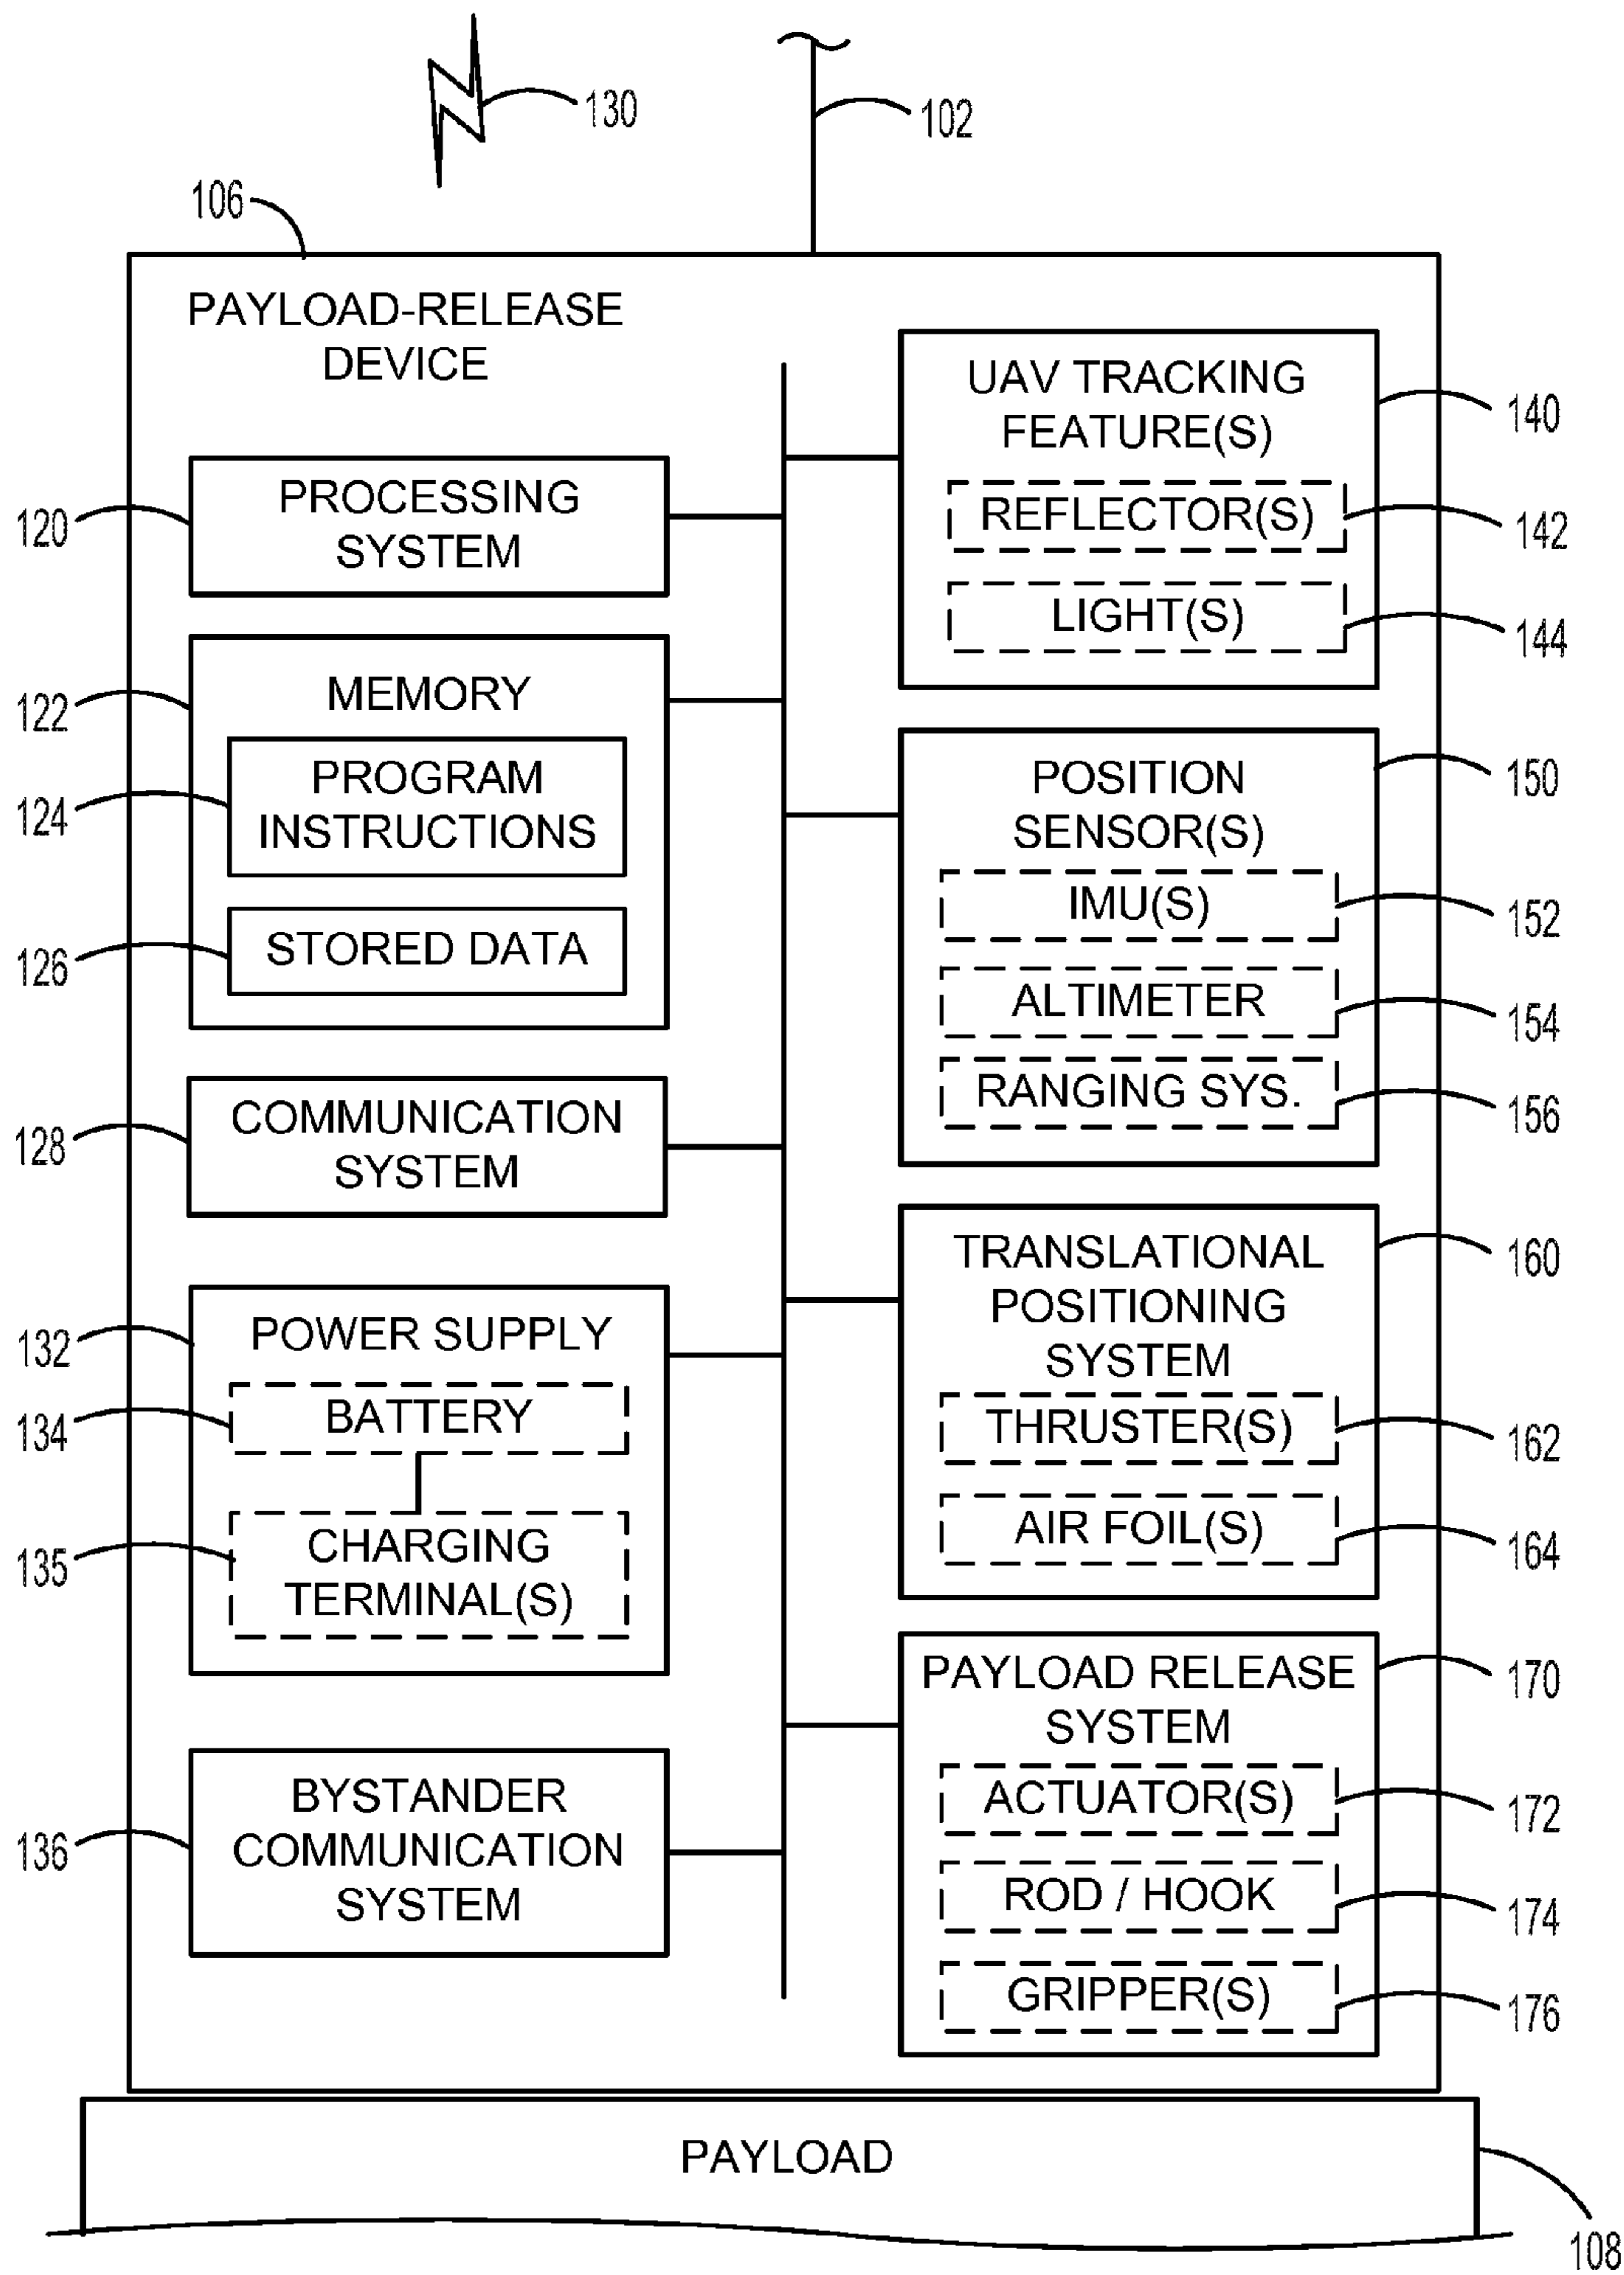 130
102
106
PAYLOAD-RELEASE
DEVICE
120
PROCESSING
SYSTEM
122
MEMORY
124
PROGRAM
INSTRUCTIONS
126
STORED DATA
128
COMMUNICATION
SYSTEM
132
POWER SUPPLY
134
BATTERY
135
CHARGING
TERMINAL(S)
136
BYSTANDER
COMMUNICATION
SYSTEM
UAV TRACKING
FEATURE(S)
140
REFLECTOR(S)
142
LIGHT(S)
144
POSITION
SENSOR(S)
150
IMU(S)
152
ALTIMETER
154
RANGING SYS.
156
TRANSLATIONAL
POSITIONING
SYSTEM
160
THRUSTER(S)
162
AIR FOIL(S)
164
PAYLOAD RELEASE
SYSTEM
170
ACTUATOR(S)
172
ROD / HOOK
174
GRIPPER(S)
176
PAYLOAD
108